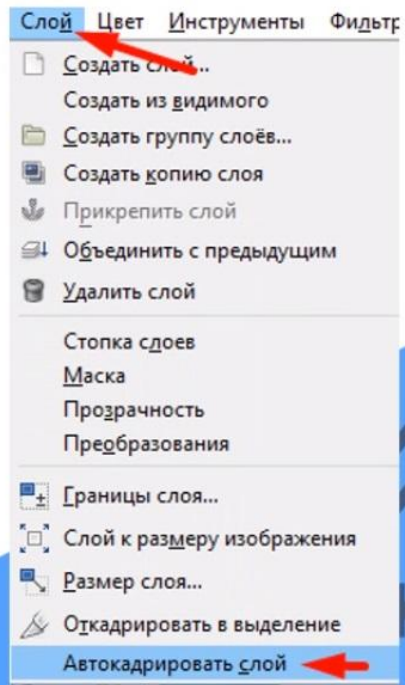 Слой Цвет Инструменты Фильтр
Создать слой...
Создать из видимого
Создать группу слоёв...
Создать копию слоя
Прикрепить слой
Объединить с предыдущим
Удалить слой
Стопка слоев
Маска
Прозрачность
Преобразования
Границы слоя...
Слой к размеру изображения
Размер слоя...
Откадрировать в выделение
Автокадрировать слой